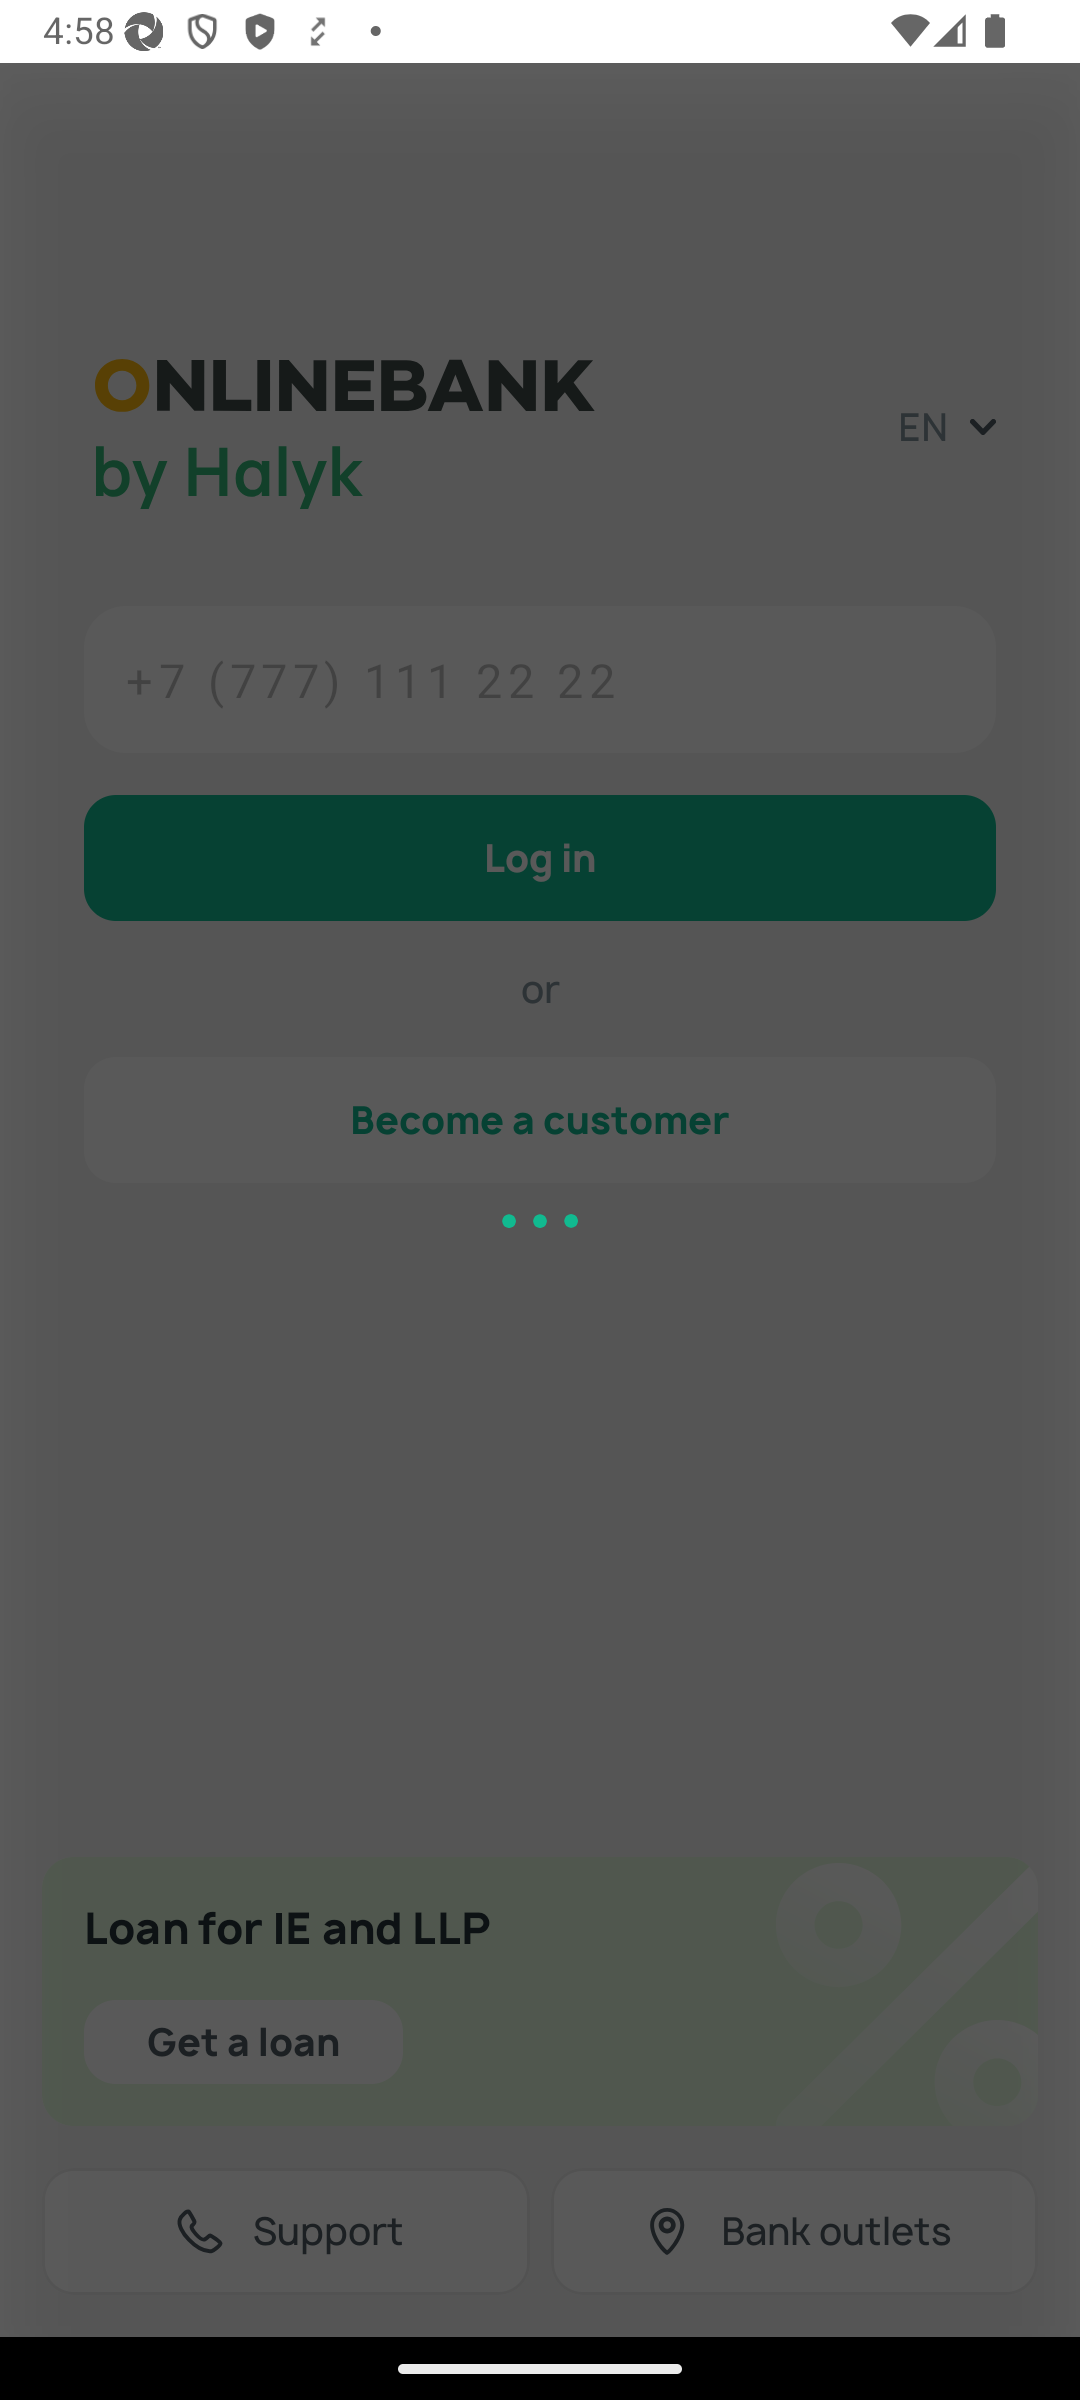 4:58
ONLINEBANK
by Halyk
EN
+7 (777) 111 22 22
Log in
or
Become a customer
Loan for IE and LLP
Get a loan
Support
Bank outlets